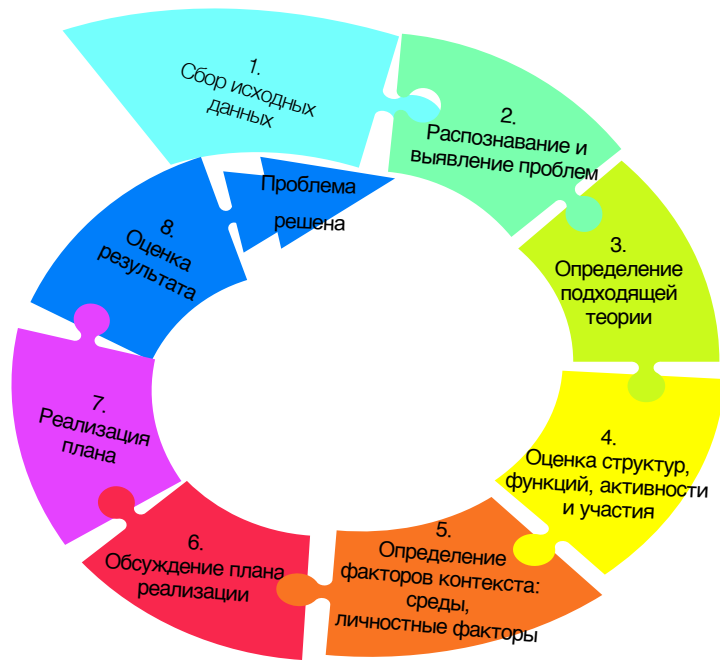 1.
Сбор исходных
данных
2.
Распознавание и
выявление проблем
3.
Определение
подходящей
теории
4.
Оценка структур,
функций, активности
и участия
5.
Определение
факторов контекста:
среды,
личностные факторы
6.
Обсуждение плана
реализации
7.
Реализация
плана
8.
Оценка
результата
Проблема
решена